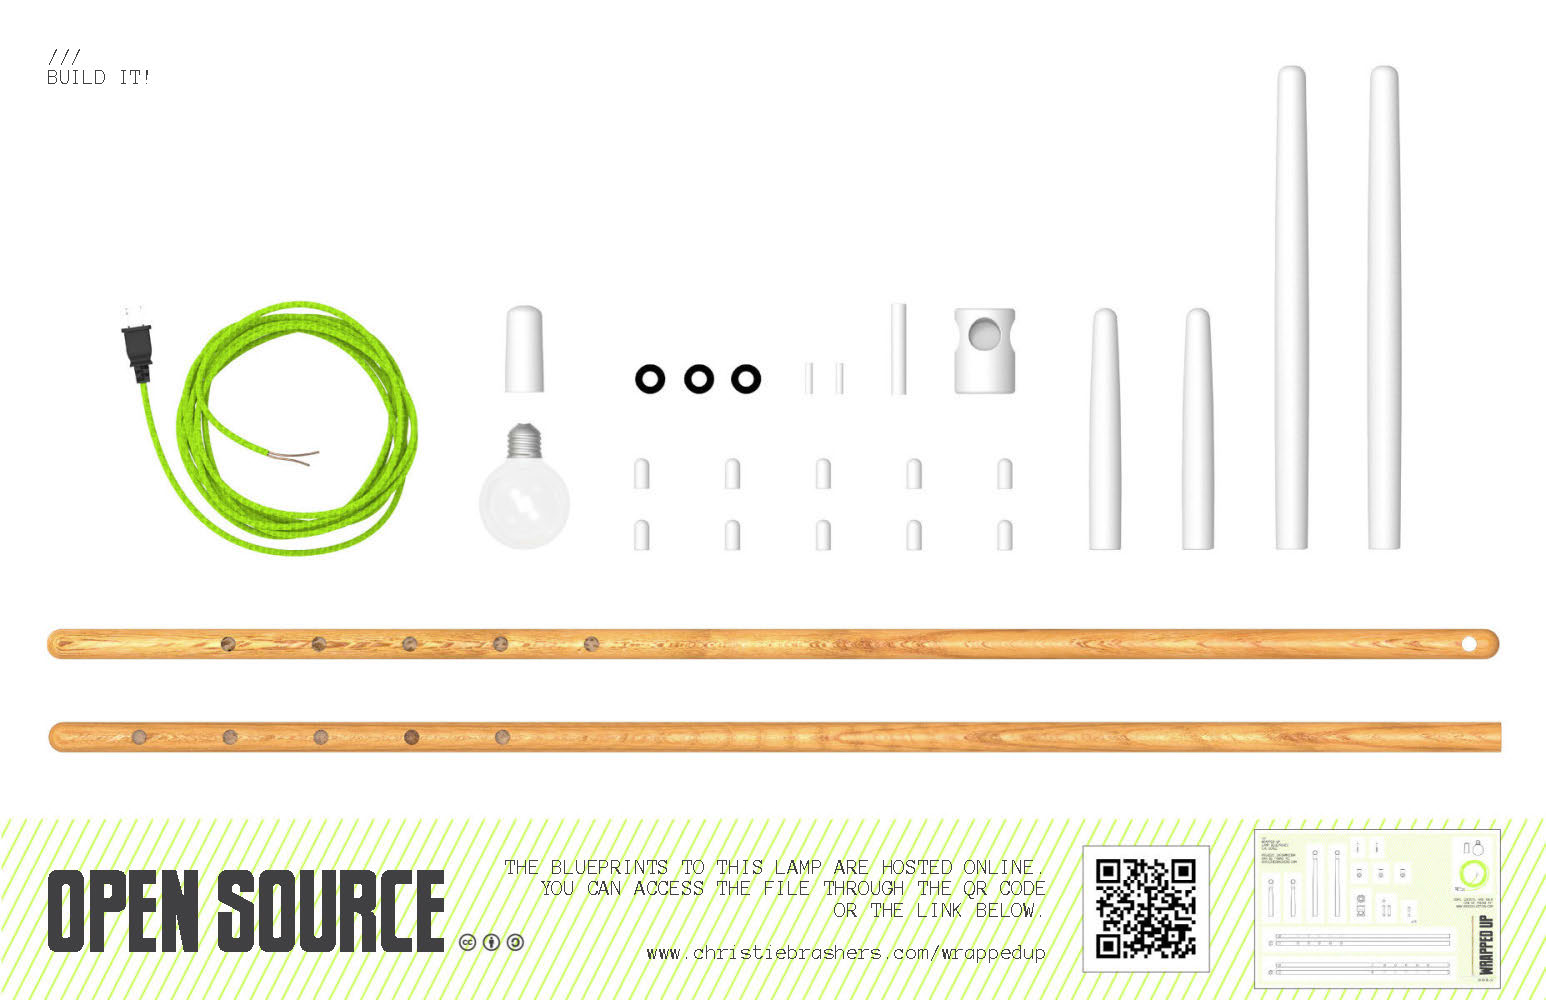 ///
BUILD IT!
OPEN SOURCE
THE BLUEPRINTS TO THIS LAMP ARE HOSTED ONLINE.
YOU CAN ACCESS THE FILE THROUGH THE QR CODE
OR THE LINK BELOW.
www.christiebrashers.com/wrappedup
WRAPPED UP